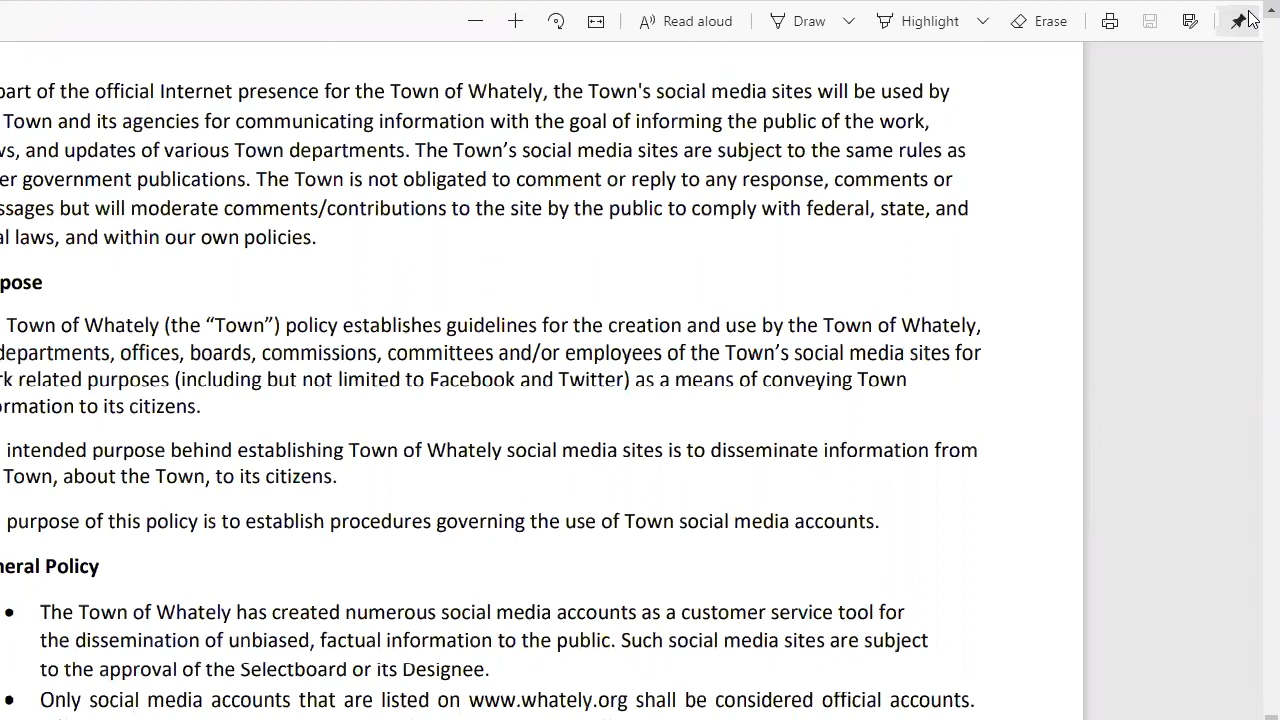 Read aloud Draw Highlight Erase
part of the official Internet presence for the Town of Whately, the Town's social media sites will be used by
Town and its agencies for communicating information with the goal of informing the public of the work,
ws, and updates of various Town departments. The Town’s social media sites are subject to the same rules as
er government publications. The Town is not obligated to comment or reply to any response, comments or
ssages but will moderate comments/contributions to the site by the public to comply with federal, state, and
al laws, and within our own policies.
pose
Town of Whately (the “Town”) policy establishes guidelines for the creation and use by the Town of Whately,
departments, offices, boards, commissions, committees and/or employees of the Town’s social media sites for
rk related purposes (including but not limited to Facebook and Twitter) as a means of conveying Town
ormation to its citizens.
intended purpose behind establishing Town of Whately social media sites is to disseminate information from
Town, about the Town, to its citizens.
purpose of this policy is to establish procedures governing the use of Town social media accounts.
neral Policy
• The Town of Whately has created numerous social media accounts as a customer service tool for
the dissemination of unbiased, factual information to the public. Such social media sites are subject
to the approval of the Selectboard or its Designee.
• Only social media accounts that are listed on www.whately.org shall be considered official accounts.